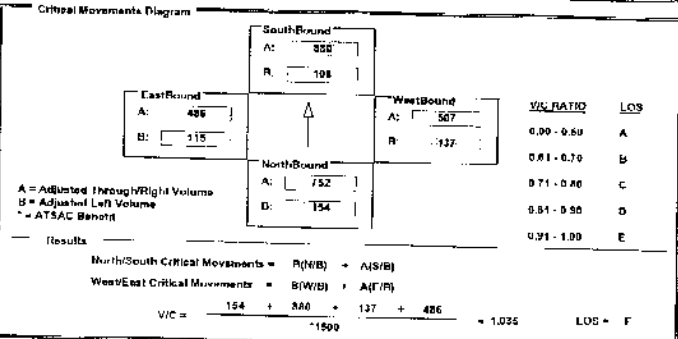 Critical Movements Diagram
SouthBound
A: 880
B:
EastBound
A: 486
B: 115
WestBound
A: 507
B: 137
NorthBound
A: 752
B: 154
A = Adjusted Through/Right Volume
B = Adjusted Left Volume
* = ATSAC Benefit
V/C RATIO LOS
0.00 - 0.60 A
0.61 - 0.70 B
0.71 - 0.80 C
0.81 - 0.90 D
0.91 - 1.00 E
Results
North/South Critical Movements = B(N/B) + A(S/B)
West/East Critical Movements = B(W/B) + A(E/B)
V/C = 154 + 880 + 137 + 486
*1500
= 1.035 LOS = F